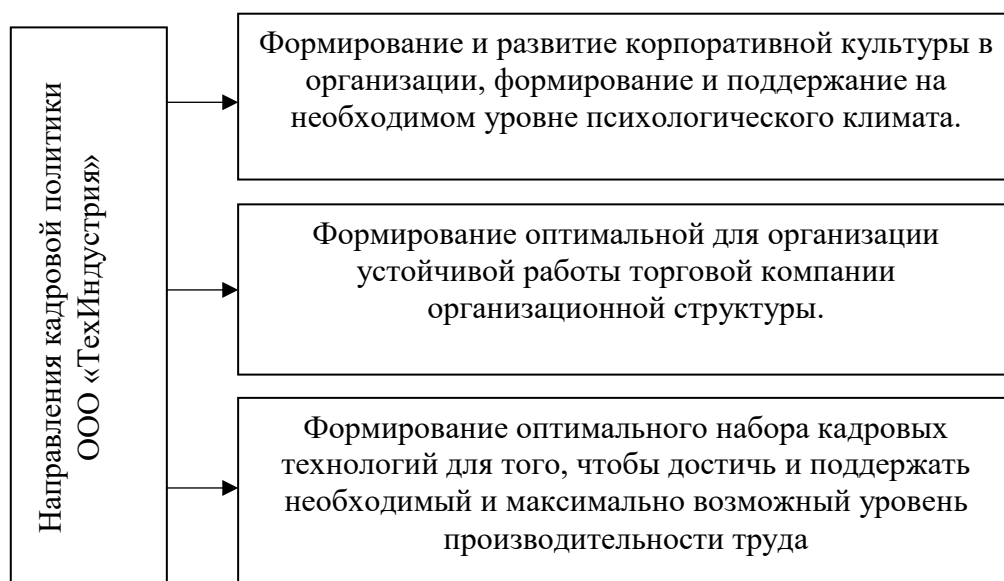 Направления кадровой политики
ООО «ТехИндустрия»
Формирование и развитие корпоративной культуры в
организации, формирование и поддержание на
необходимом уровне психологического климата.
Формирование оптимальной для организации
устойчивой работы торговой компании
организационной структуры.
Формирование оптимального набора кадровых
технологий для того, чтобы достичь и поддержать
необходимый и максимально возможный уровень
производительности труда